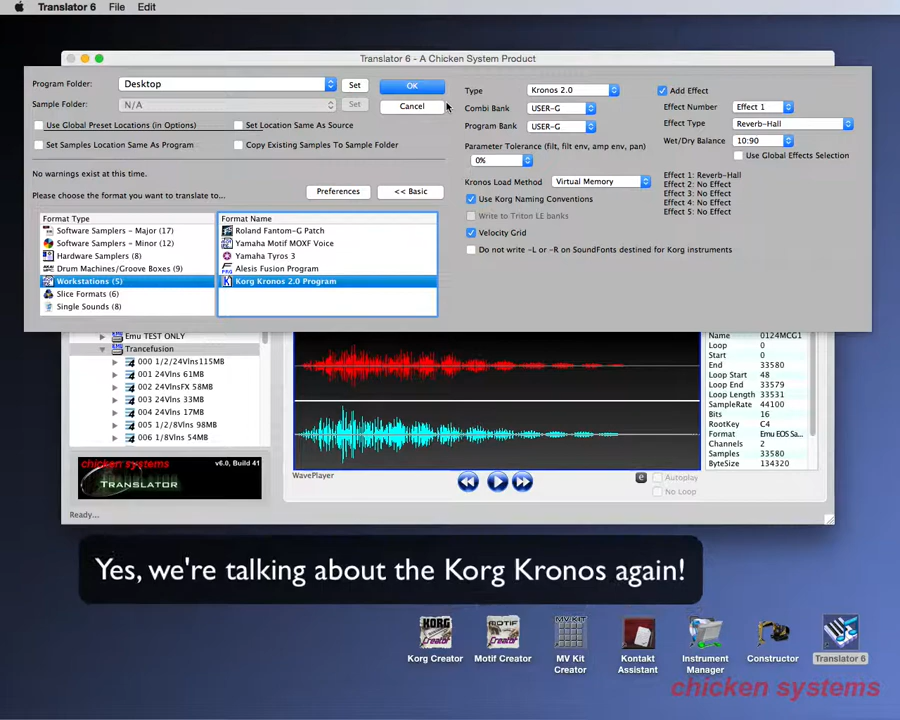 Translator 6 File Edit
Translator 6 - A Chicken System Product
Program Folder: Desktop Set OK
Sample Folder: N/A Set Cancel
Use Global Preset Locations (in Options) Set Location Same As Source
Set Samples Location Same As Program Copy Existing Samples To Sample Folder
No warnings exist at this time.
Please choose the format you want to translate to... Preferences << Basic
Format Type
Software Samplers - Major (17)
Software Samplers - Minor (12)
Hardware Samplers (8)
Drum Machines/Groove Boxes (9)
Workstations (5)
Slice Formats (6)
Single Sounds (8)
Format Name
Roland Fantom-G Patch
Yamaha Motif MOXF Voice
Yamaha Tyros 3
Alesis Fusion Program
Korg Kronos 2.0 Program
Type Kronos 2.0
Combi Bank USER-G
Program Bank USER-G
Parameter Tolerance (filt, filt env, amp env, pan)
0%
Kronos Load Method Virtual Memory
Use Korg Naming Conventions
Write to Triton LE banks
Velocity Grid
Do not write -L or -R on SoundFonts destined for Korg instruments
Add Effect
Effect Number Effect 1
Effect Type Reverb-Hall
Wet/Dry Balance 10:90
Use Global Effects Selection
Effect 1: Reverb-Hall
Effect 2: No Effect
Effect 3: No Effect
Effect 4: No Effect
Effect 5: No Effect
Emu TEST ONLY
Trancefusion
000 1/2/24Vlns115MB
001 24Vlns 61MB
002 24VlnsFX 58MB
003 24Vlns 33MB
004 24Vlns 17MB
005 1/8Vlns 98MB
006 1/8Vlns 54MB
Name 0124MCG1
Loop 0
Start 0
End 33580
Loop Start 48
Loop End 33579
Loop Length 33531
SampleRate 44100
Bits 16
RootKey C4
Format Emu EOS Sa...
Channels 2
Samples 33580
ByteSize 134320
chicken systems v6.0, Build 41
TRANSLATOR
WavePlayer
e Autoplay
No Loop
Ready...
Yes, we're talking about the Korg Kronos again!
KORG Creator
MOTIF Creator
MV KIT
Korg Creator
Motif Creator
MV Kit
Creator
Kontakt
Assistant
Instrument
Manager
Constructor
Translator 6
chicken systems